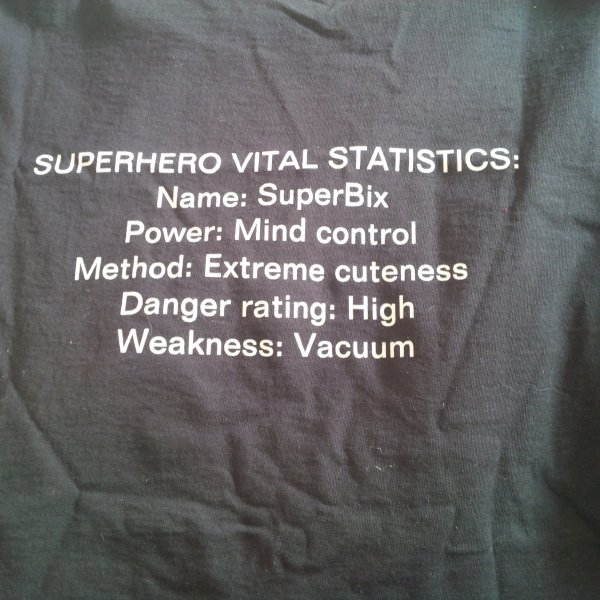 SUPERHERO VITAL STATISTICS:
Name: SuperBix
Power: Mind control
Method: Extreme cuteness
Danger rating: High
Weakness: Vacuum